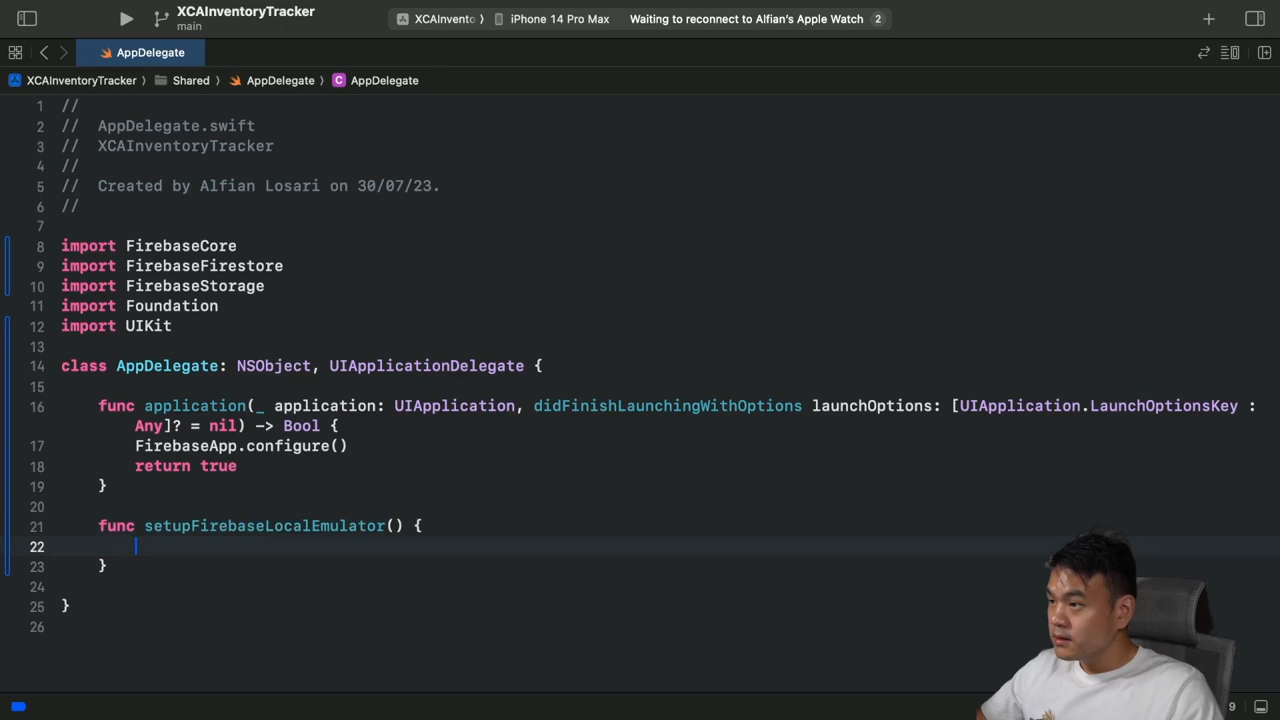 XCAInventoryTracker
main
XCAInvento 〉 iPhone 14 Pro Max Waiting to reconnect to Alfian's Apple Watch 2
AppDelegate
XCAInventoryTracker 〉 Shared 〉 AppDelegate 〉 C AppDelegate
1 //
2 // AppDelegate.swift
3 // XCAInventoryTracker
4 //
5 // Created by Alfian Losari on 30/07/23.
6 //
7
8 import FirebaseCore
9 import FirebaseFirestore
10 import FirebaseStorage
11 import Foundation
12 import UIKit
13
14 class AppDelegate: NSObject, UIApplicationDelegate {
15
16 func application(_ application: UIApplication, didFinishLaunchingWithOptions launchOptions: [UIApplication.LaunchOptionsKey :
Any]? = nil) -> Bool {
17 FirebaseApp.configure()
18 return true
19 }
20
21 func setupFirebaseLocalEmulator() {
22
23 }
24
25 }
26
9